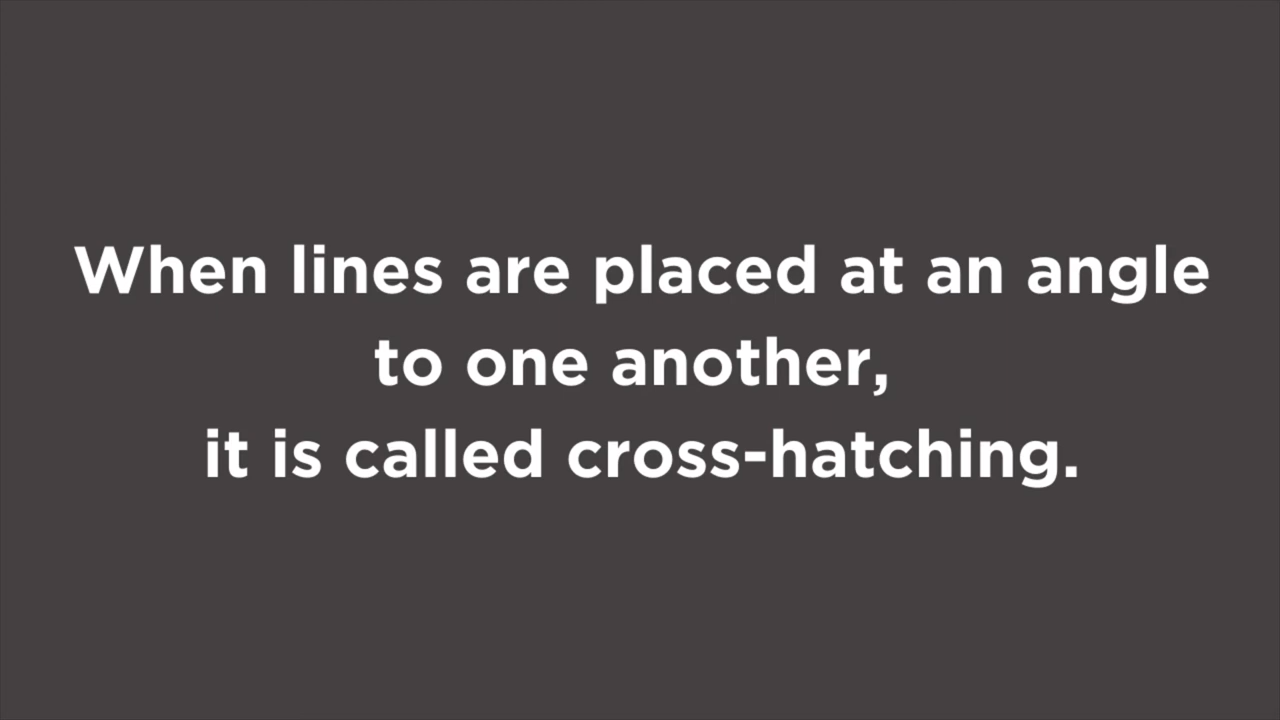 When lines are placed at an angle
to one another,
it is called cross-hatching.